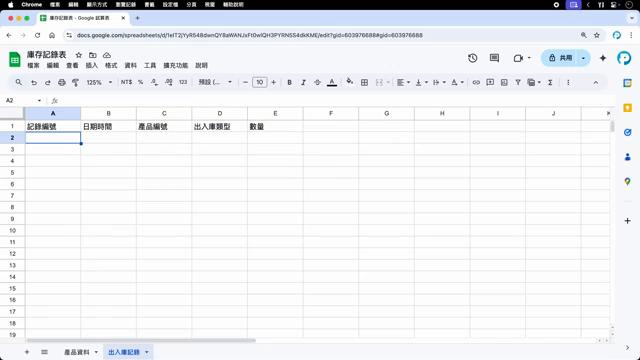 Chrome 檔案 編輯 顯示方式 書籤 設定檔 分頁 視窗 輔助說明
庫存記錄表 - Google 試算表
docs.google.com/spreadsheets/d/1eIT2jYyR548dwnQY8aWANJxFt0wIQH3PYRNS54dkKME/edit?gid=603976688#gid=603976688
庫存記錄表
檔案 編輯 查看 插入 格式 資料 工具 擴充功能 說明
共用
125% NT$ % .0 .00 123 預設 (... 10 B I A
A2 fx
A B C D E F G H I J K
1 記錄編號 日期時間 產品編號 出入庫類型 數量
2
3
4
5
6
7
8
9
10
11
12
13
14
15
16
17
18
19
產品資料 出入庫記錄